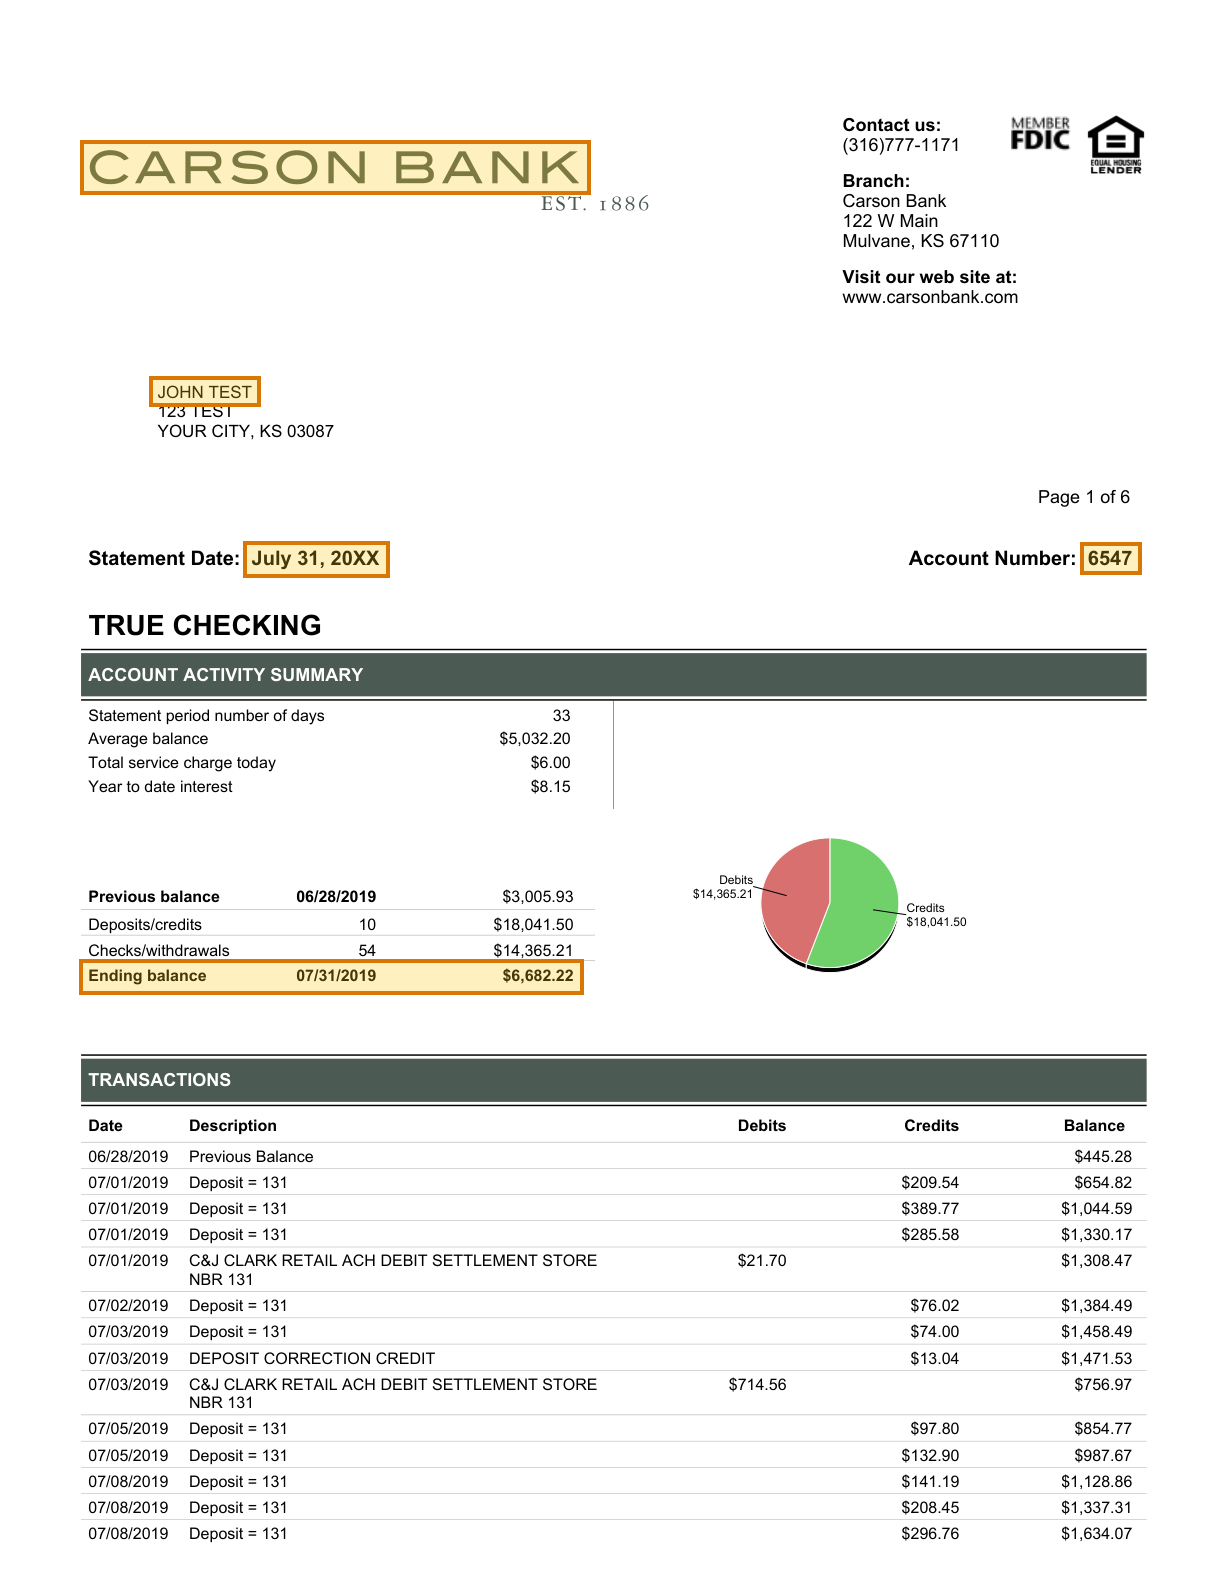 CARSON BANK
EST. 1886
Contact us:
(316)777-1171
MEMBER
FDIC
EQUAL HOUSING
LENDER
Branch:
Carson Bank
122 W Main
Mulvane, KS 67110
Visit our web site at:
www.carsonbank.com
JOHN TEST
123 TEST
YOUR CITY, KS 03087
Page 1 of 6
Statement Date: July 31, 20XX
Account Number: 6547
TRUE CHECKING
ACCOUNT ACTIVITY SUMMARY
Statement period number of days 33
Average balance $5,032.20
Total service charge today $6.00
Year to date interest $8.15
Previous balance 06/28/2019 $3,005.93
Deposits/credits 10 $18,041.50
Checks/withdrawals 54 $14,365.21
Ending balance 07/31/2019 $6,682.22
Debits
$14,365.21
Credits
$18,041.50
TRANSACTIONS
Date Description Debits Credits Balance
06/28/2019 Previous Balance $445.28
07/01/2019 Deposit = 131 $209.54 $654.82
07/01/2019 Deposit = 131 $389.77 $1,044.59
07/01/2019 Deposit = 131 $285.58 $1,330.17
07/01/2019 C&J CLARK RETAIL ACH DEBIT SETTLEMENT STORE $21.70 $1,308.47
NBR 131
07/02/2019 Deposit = 131 $76.02 $1,384.49
07/03/2019 Deposit = 131 $74.00 $1,458.49
07/03/2019 DEPOSIT CORRECTION CREDIT $13.04 $1,471.53
07/03/2019 C&J CLARK RETAIL ACH DEBIT SETTLEMENT STORE $714.56 $756.97
NBR 131
07/05/2019 Deposit = 131 $97.80 $854.77
07/05/2019 Deposit = 131 $132.90 $987.67
07/08/2019 Deposit = 131 $141.19 $1,128.86
07/08/2019 Deposit = 131 $208.45 $1,337.31
07/08/2019 Deposit = 131 $296.76 $1,634.07